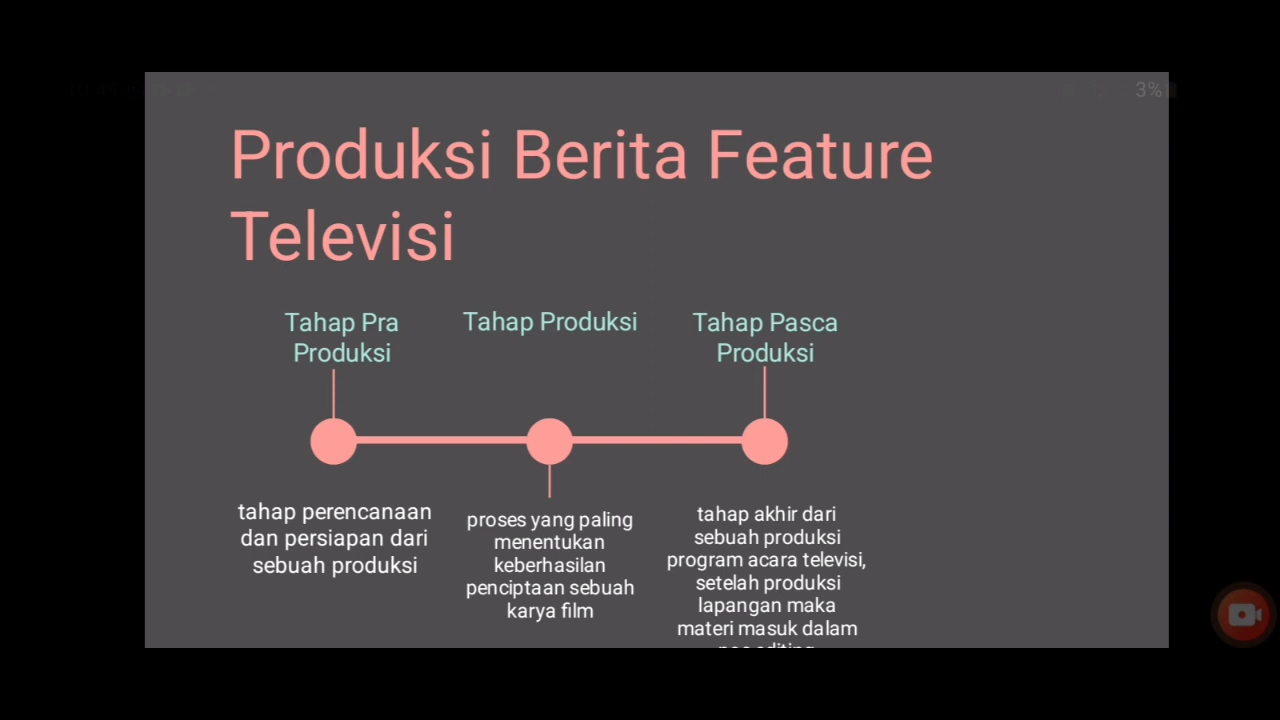 3%
Produksi Berita Feature
Televisi
Tahap Pra
Produksi
Tahap Produksi
Tahap Pasca
Produksi
tahap perencanaan
dan persiapan dari
sebuah produksi
proses yang paling
menentukan
keberhasilan
penciptaan sebuah
karya film
tahap akhir dari
sebuah produksi
program acara televisi,
setelah produksi
lapangan maka
materi masuk dalam